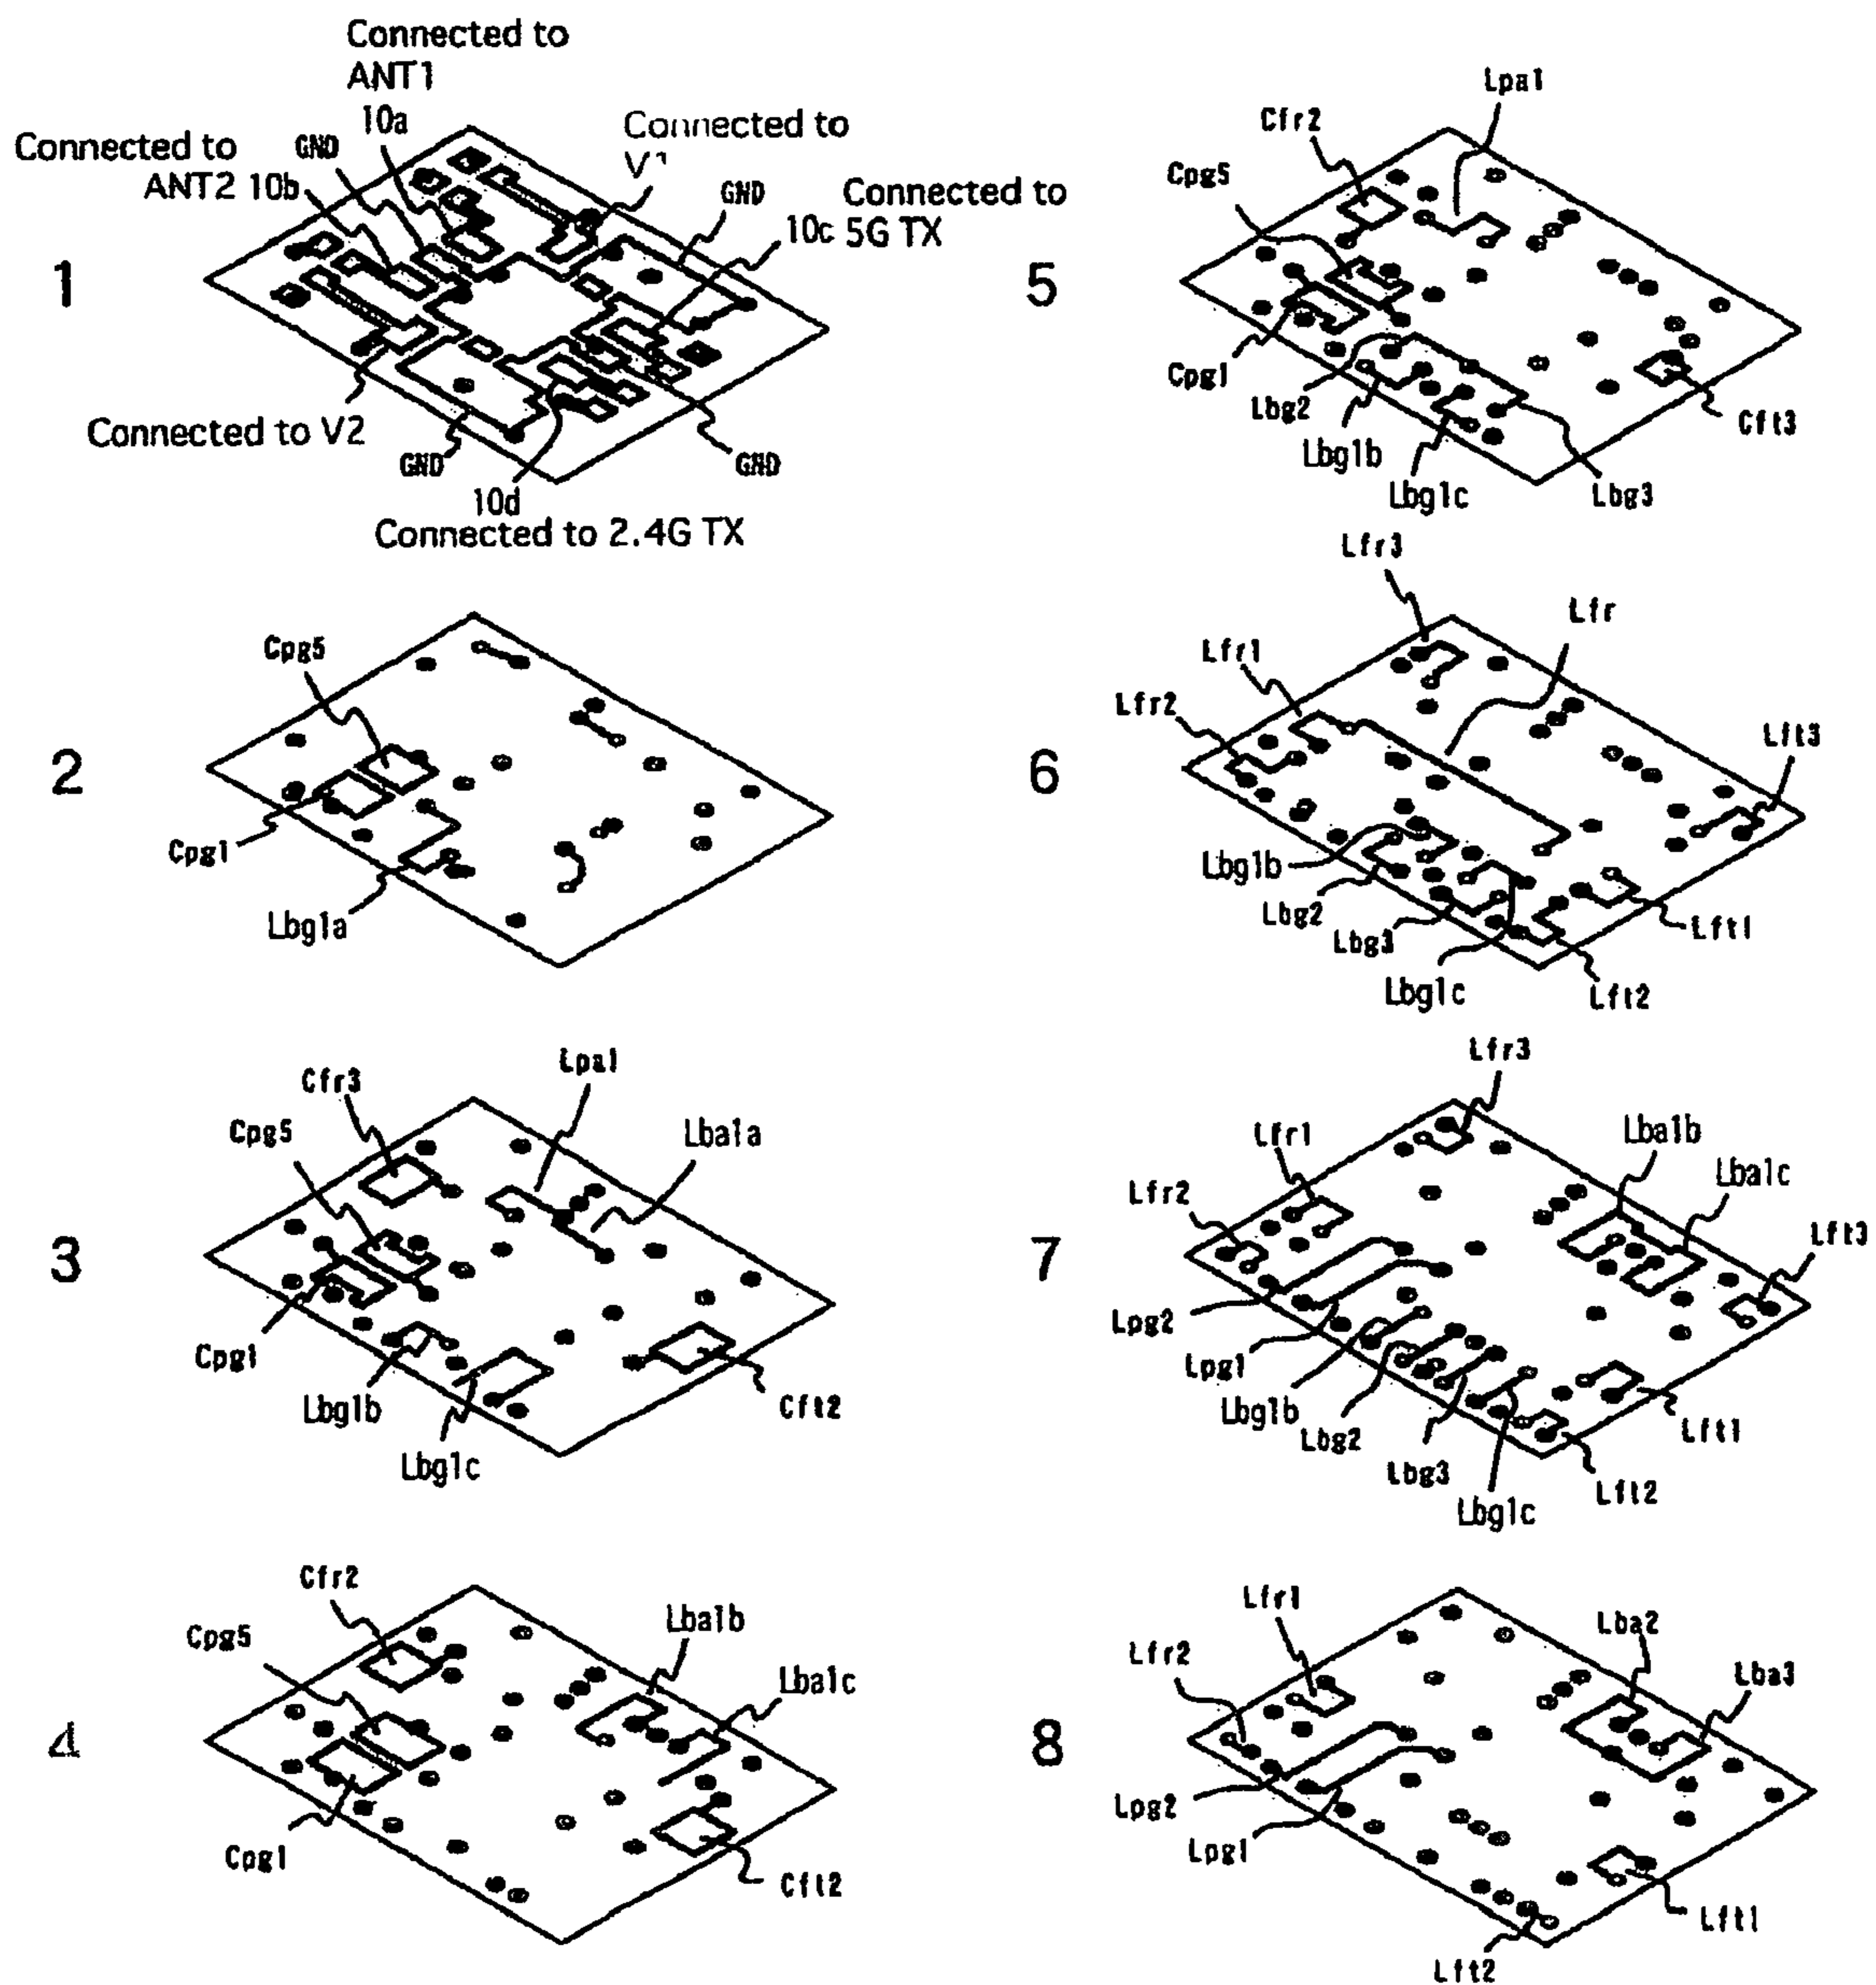 Connected to
ANT1
10a
Connected to
V1
Connected to
ANT2 10b
GND
GND
Connected to
10c 5G TX
1
Connected to V2
GND
GND
10d
Connected to 2.4G TX
2
Cpg5
Cpg1
Lbg1a
3
Cfr3
Lpa1
Cpg5
Lba1a
Cpg1
Lbg1b
Lbg1c
Cft2
4
Cfr2
Cpg5
Lba1b
Lba1c
Cpg1
Cft2
5
Lpa1
Cfr2
Cpg5
Cpg1
Lbg2
Lbg1b
Lbg1c
Lbg3
Cft3
6
Lfr3
Lfr
Lfr1
Lfr2
Lft3
Lbg1b
Lbg2
Lbg3
Lbg1c
Lft1
Lft2
7
Lfr3
Lfr1
Lba1b
Lba1c
Lfr2
Lft3
Lpg2
Lpg1
Lbg1b
Lbg2
Lbg3
Lbg1c
Lft1
Lft2
8
Lfr1
Lba2
Lfr2
Lba3
Lpg2
Lpg1
Lft1
Lft2